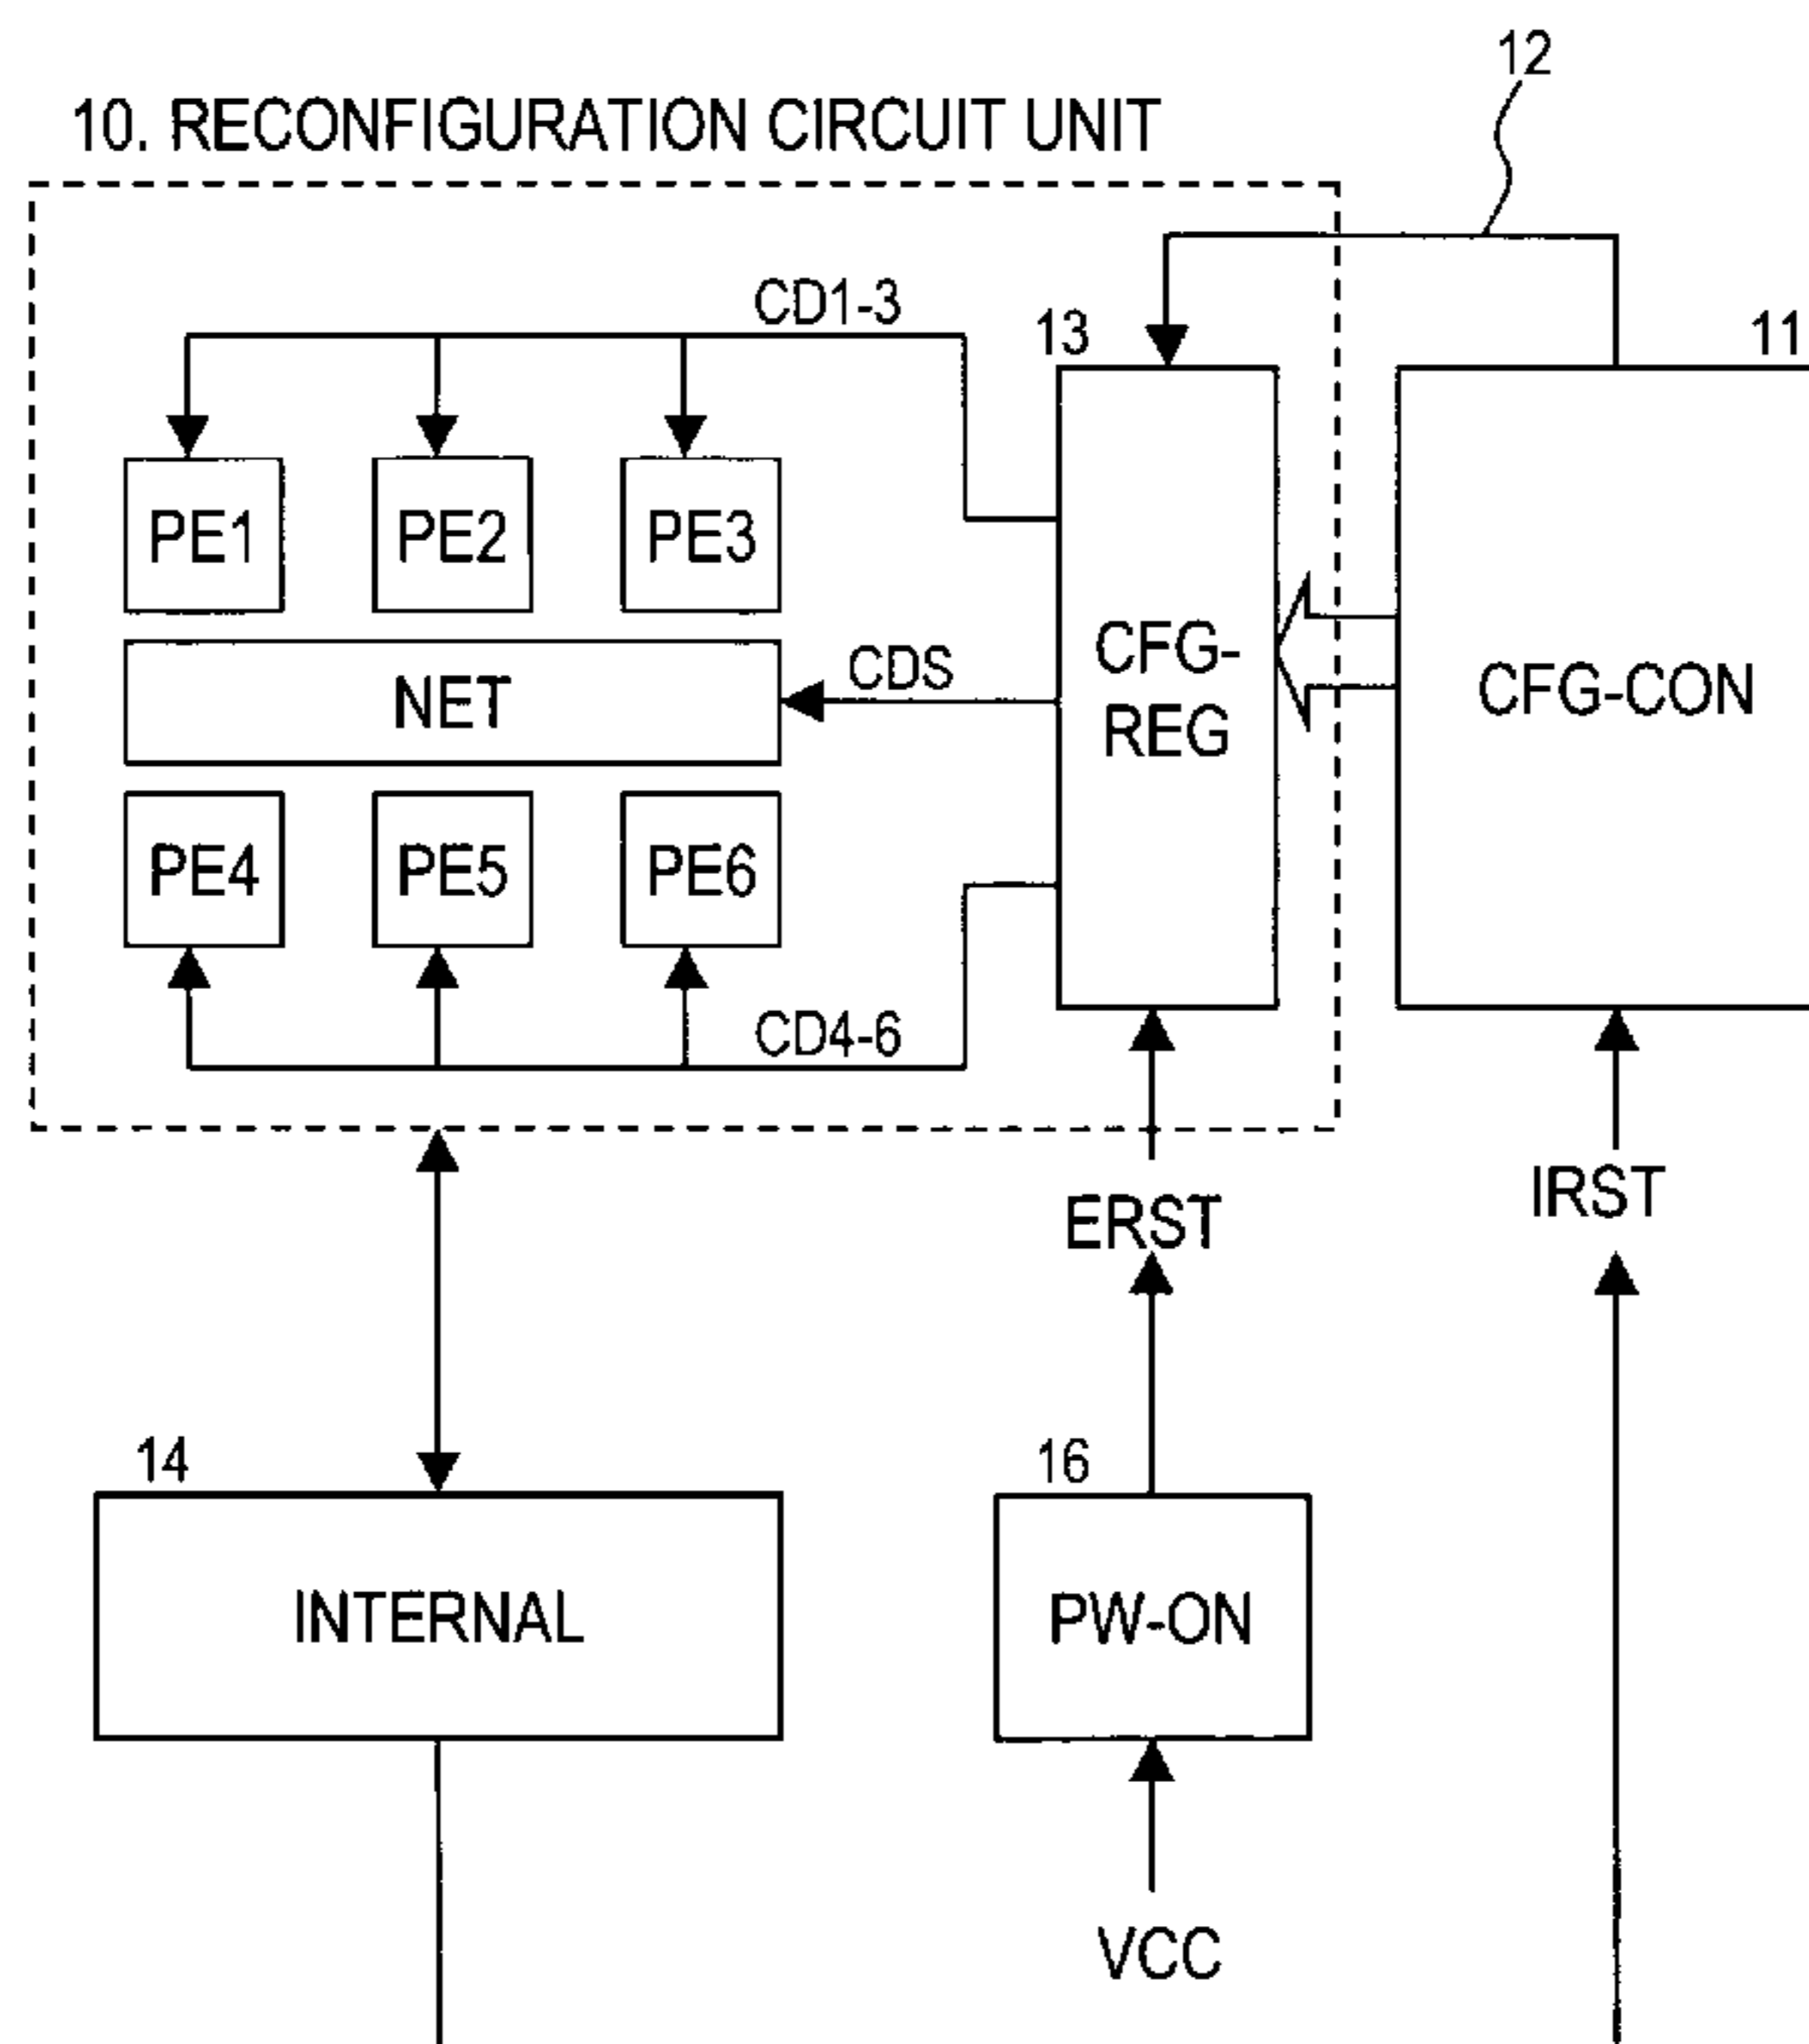 12
10. RECONFIGURATION CIRCUIT UNIT
CD1-3
13
11
PE1
PE2
PE3
CFG-
REG
CFG-CON
CDS
NET
PE4
PE5
PE6
CD4-6
ERST
IRST
14
16
INTERNAL
PW-ON
VCC